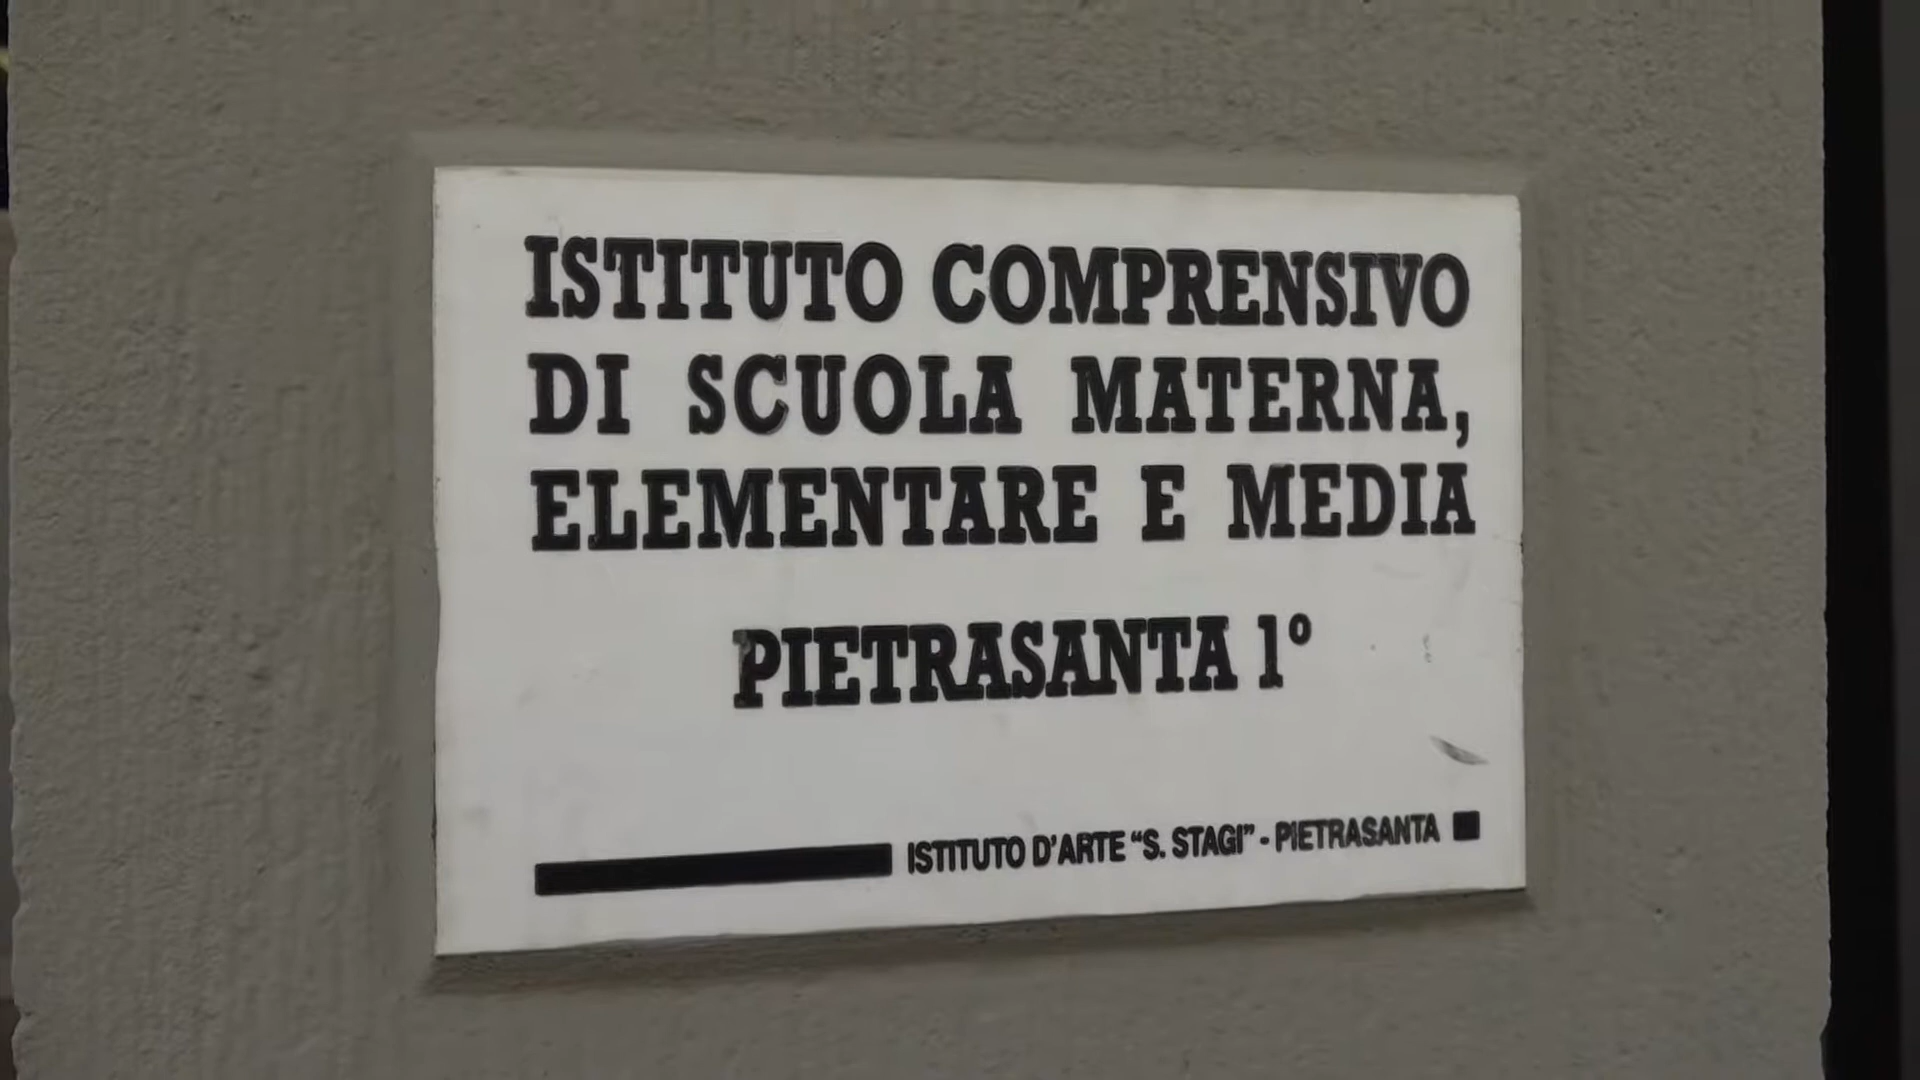 ISTITUTO COMPRENSIVO
DI SCUOLA MATERNA,
ELEMENTARE E MEDIA
PIETRASANTA 1°
ISTITUTO D'ARTE “S. STAGI” - PIETRASANTA